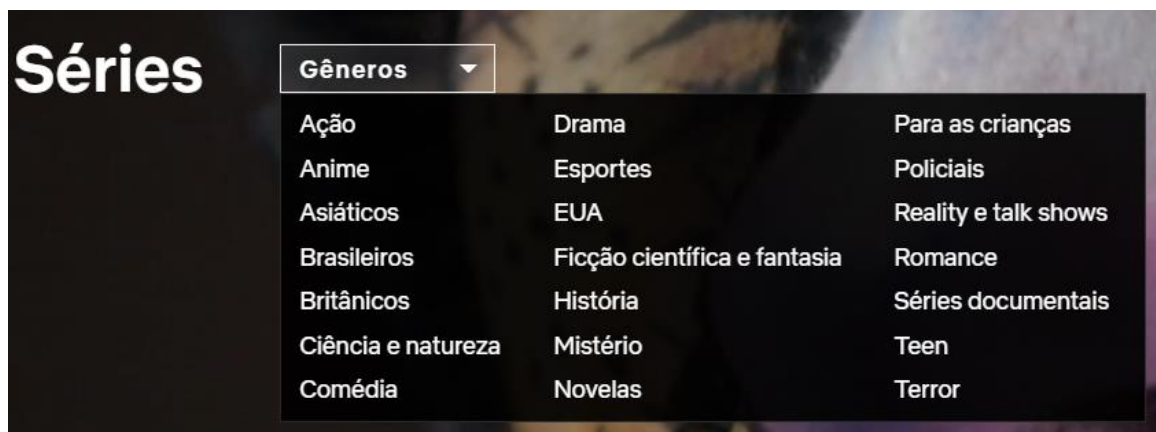 Séries
Gêneros
Ação
Anime
Asiáticos
Brasileiros
Britânicos
Ciência e natureza
Comédia
Drama
Esportes
EUA
Ficção científica e fantasia
História
Mistério
Novelas
Para as crianças
Policiais
Reality e talk shows
Romance
Séries documentais
Teen
Terror